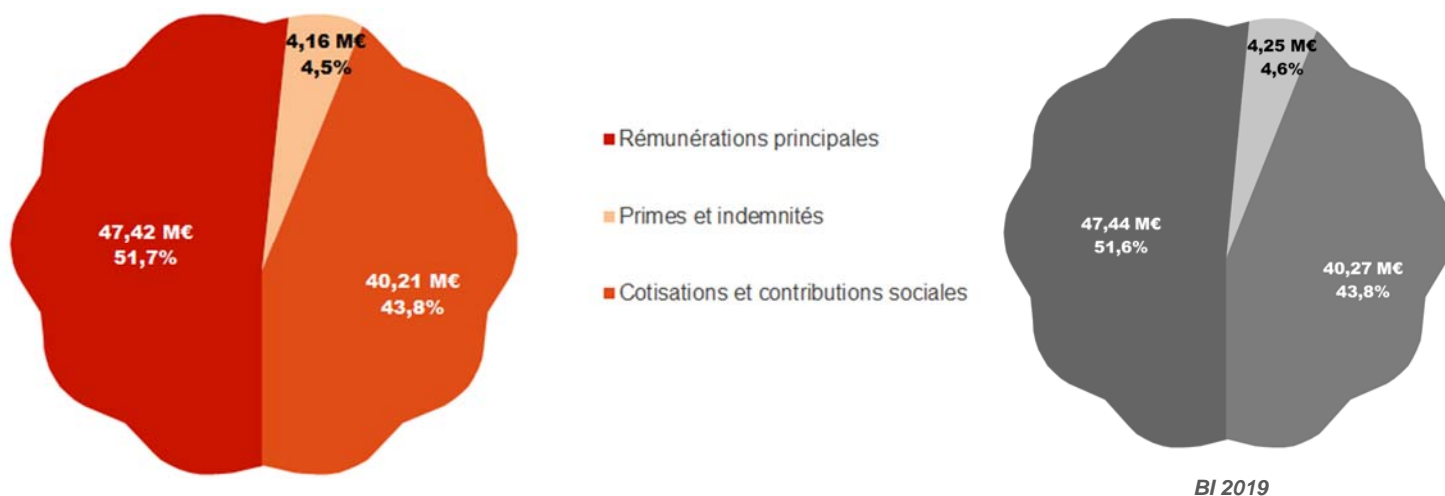 4,16 M€
4,5%
47,42 M€
51,7%
40,21 M€
43,8%
Rémunérations principales
Primes et indemnités
Cotisations et contributions sociales
4,25 M€
4,6%
47,44 M€
51,6%
40,27 M€
43,8%
BI 2019